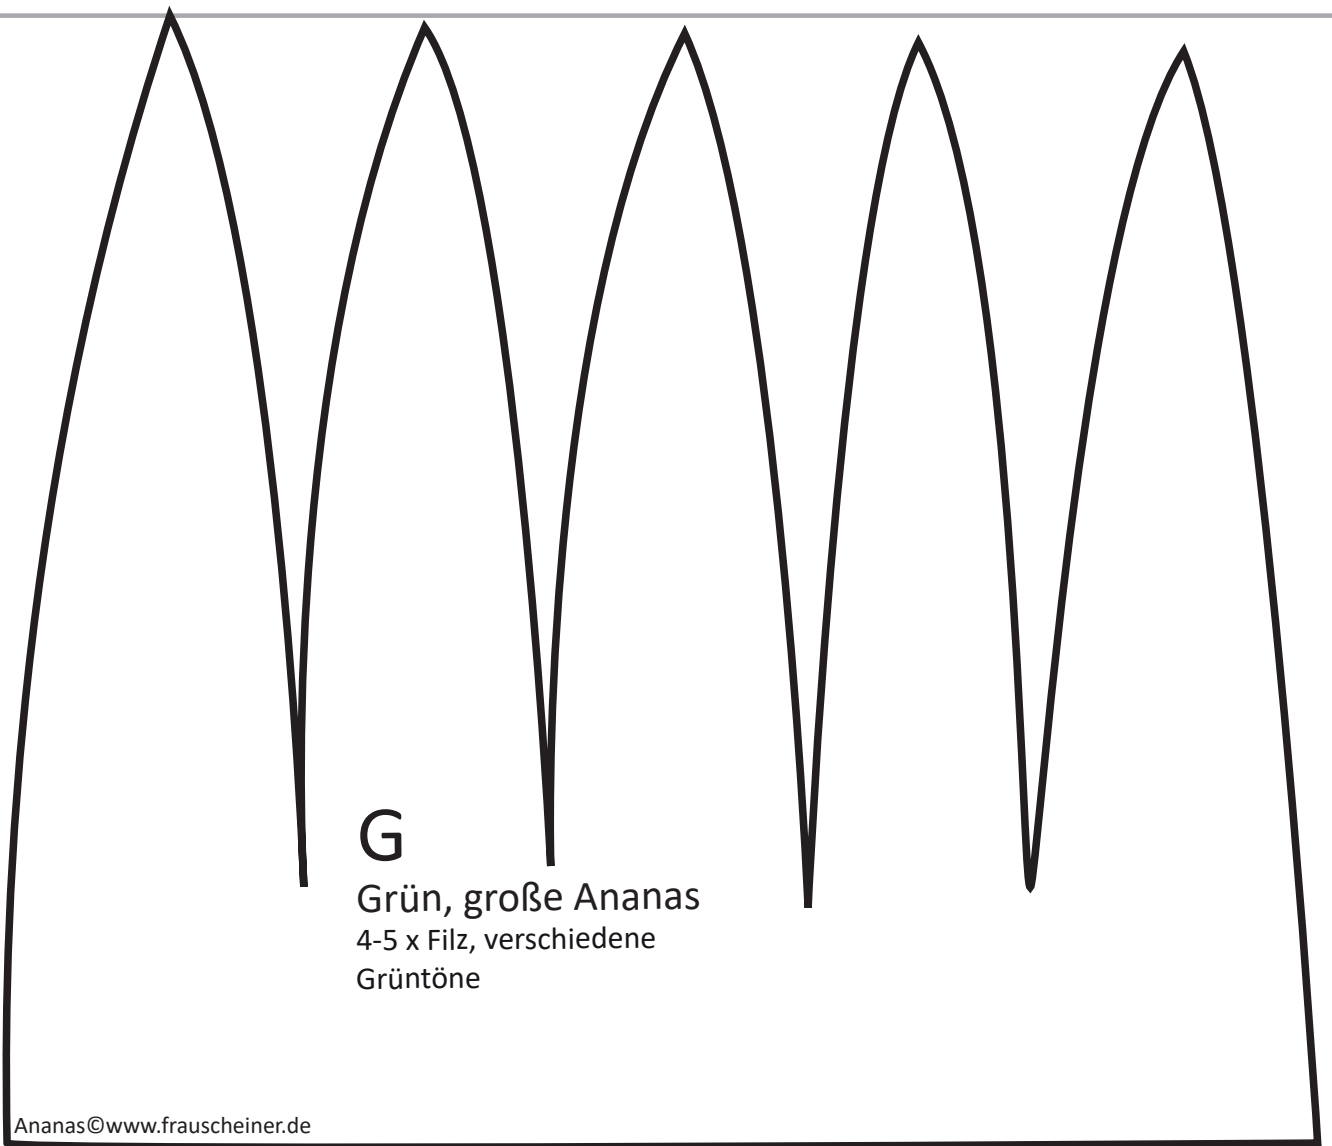 G
Grün, große Ananas
4-5 x Filz, verschiedene
Grüntöne
Ananas©www.frauscheiner.de